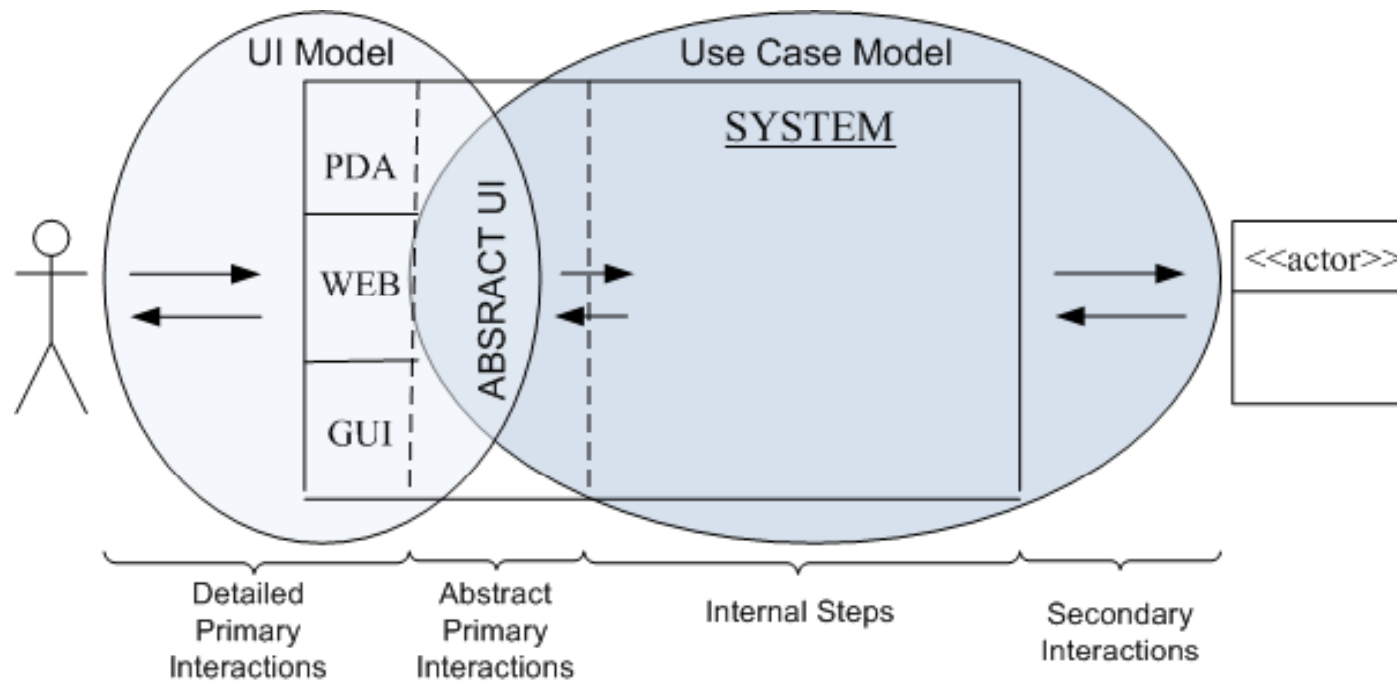 UI Model
Use Case Model
SYSTEM
PDA
WEB
GUI
ABSRACT UI
<<actor>>
Detailed
Primary
Interactions
Abstract
Primary
Interactions
Internal Steps
Secondary
Interactions